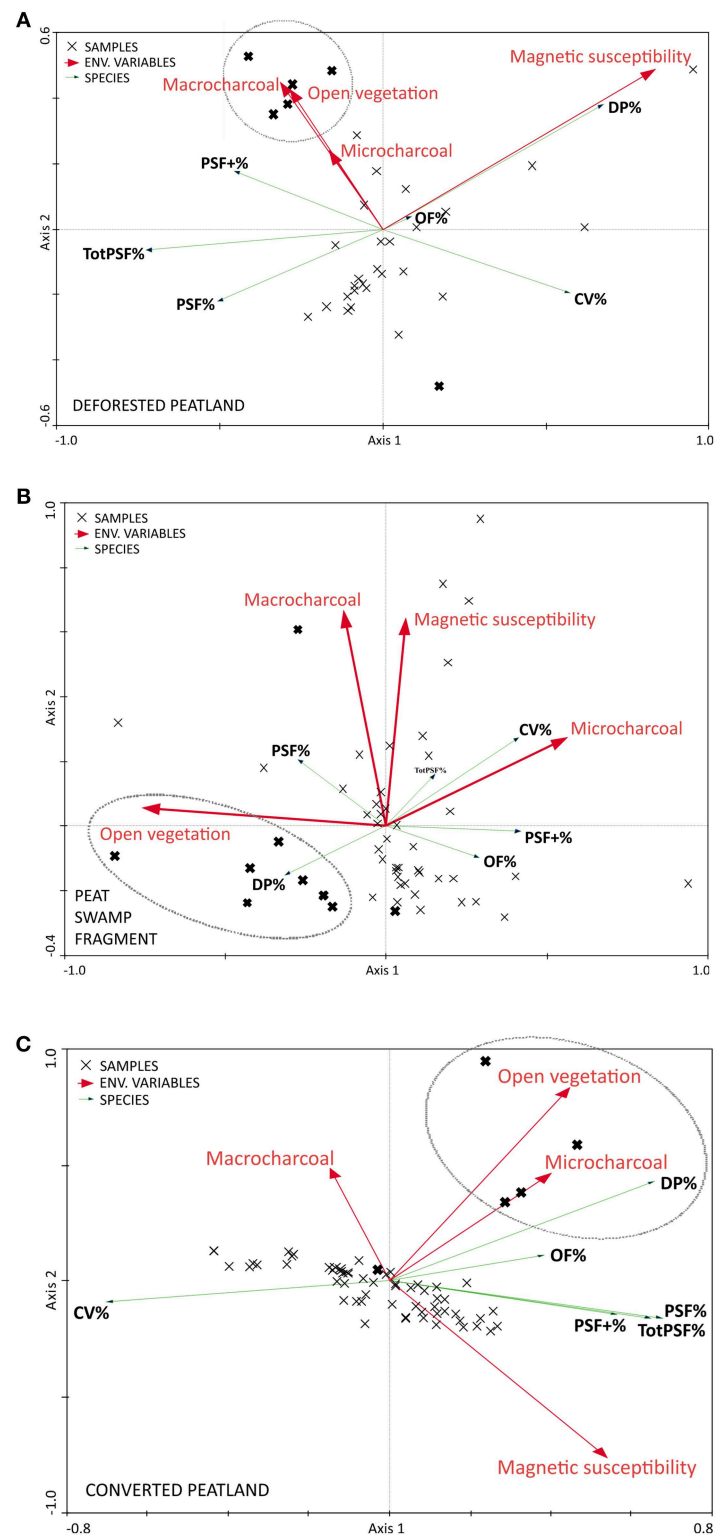 A
0.6
SAMPLES
ENV. VARIABLES
SPECIES
Magnetic susceptibility
Macrocharcoal
Open vegetation
DP%
Microcharcoal
PSF+%
OF%
Axis 2
TotPSF%
PSF%
CV%
DEFORESTED PEATLAND
-0.6
-1.0
Axis 1
1.0
B
1.0
SAMPLES
ENV. VARIABLES
SPECIES
Macrocharcoal
Magnetic susceptibility
Axis 2
CV%
Microcharcoal
PSF%
TotPSF%
Open vegetation
PSF+%
OF%
DP%
PEAT
SWAMP
FRAGMENT
-0.4
-1.0
Axis 1
1.0
C
1.0
SAMPLES
ENV. VARIABLES
SPECIES
Open vegetation
Macrocharcoal
Microcharcoal
DP%
OF%
Axis 2
CV%
PSF%
PSF+%
TotPSF%
Magnetic susceptibility
CONVERTED PEATLAND
-1.0
-0.8
Axis 1
0.8